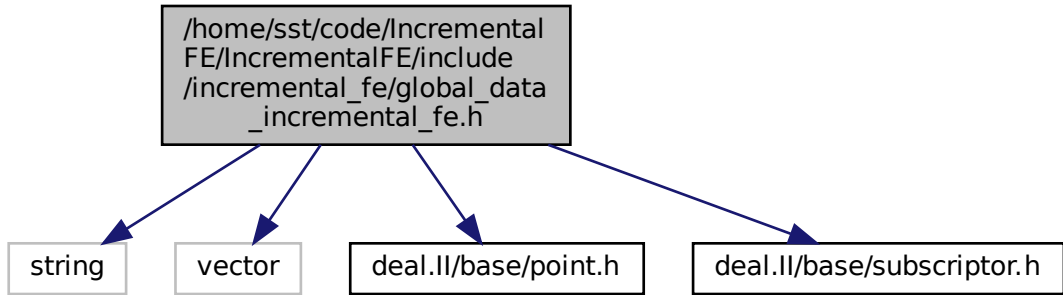 /home/sst/code/Incremental
FE/IncrementalFE/include
/incremental_fe/global_data
_incremental_fe.h
string
vector
deal.II/base/point.h
deal.II/base/subscriptor.h